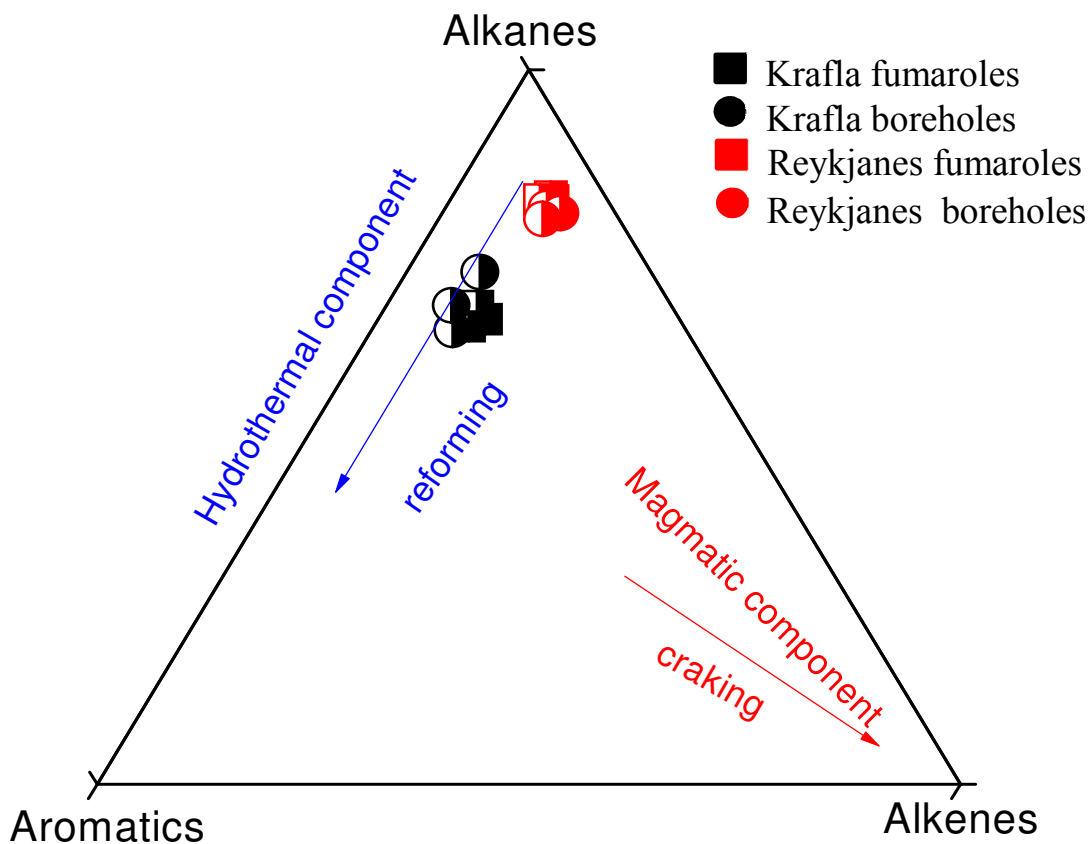 Alkanes
Krafla fumaroles
Krafla boreholes
Reykjanes fumaroles
Reykjanes boreholes
Hydrothermal component
reforming
Magmatic component
craking
Aromatics
Alkenes